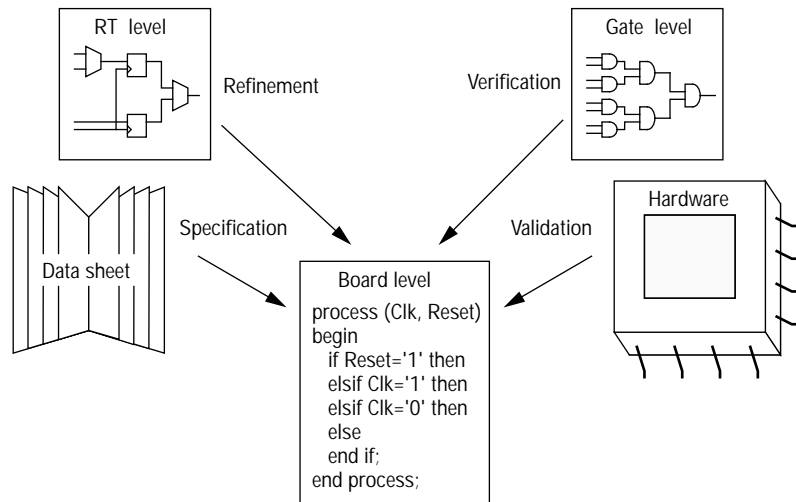 RT level
Gate level
Refinement
Verification
Specification
Validation
Data sheet
Hardware
Board level
process (Clk, Reset)
begin
if Reset='1' then
elsif Clk='1' then
elsif Clk='0' then
else
end if;
end process;